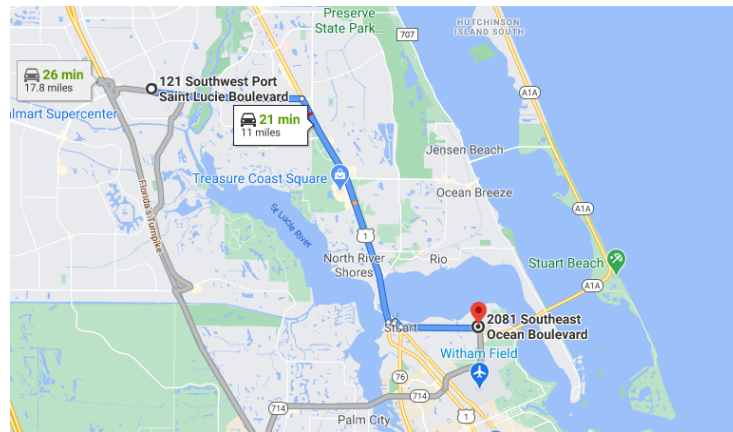 Preserve
State Park...
HUTCHINSON
ISLAND SOUTH
707
26 min
17.8 miles
121 Southwest Port
Saint Lucie Boulevard
A1A
almart Supercenter
21 min
11 miles
Jensen Beach
Treasure Coast Square
Ocean Breeze
Florida's Turnpike
St Lucie River
A1A
1
North River
Shores
Rio
Stuart Beach
A1A
Stuart
2081 Southeast
Ocean Boulevard
Witham Field
76
714
714
1
Palm City